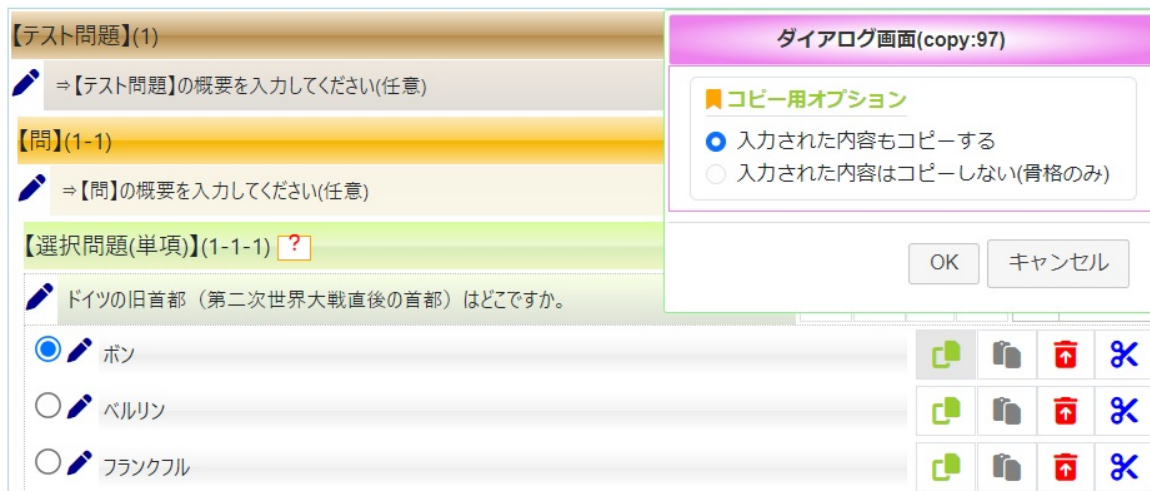 【テスト問題】(1)
⇒【テスト問題】の概要を入力してください(任意)
【問】(1-1)
⇒【問】の概要を入力してください(任意)
【選択問題(単項)】(1-1-1) ?
ドイツの旧首都（第二次世界大戦直後の首都）はどこですか。
ボン
ベルリン
フランクフル
ダイアログ画面(copy:97)
コピー用オプション
入力された内容もコピーする
入力された内容はコピーしない(骨格のみ)
OK
キャンセル